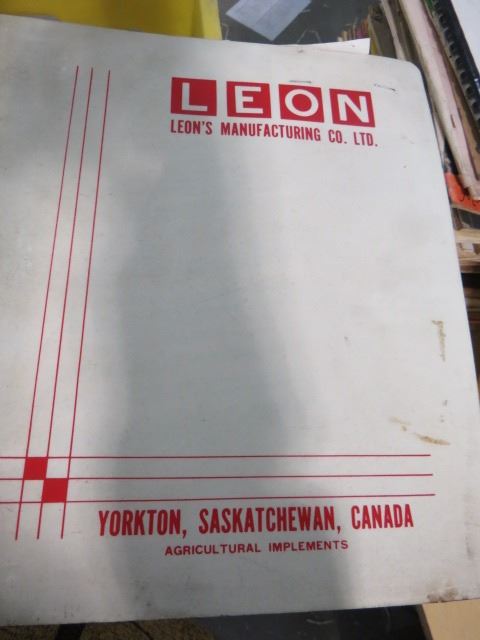 LEON
LEON'S MANUFACTURING CO. LTD.
YORKTON, SASKATCHEWAN, CANADA
AGRICULTURAL IMPLEMENTS